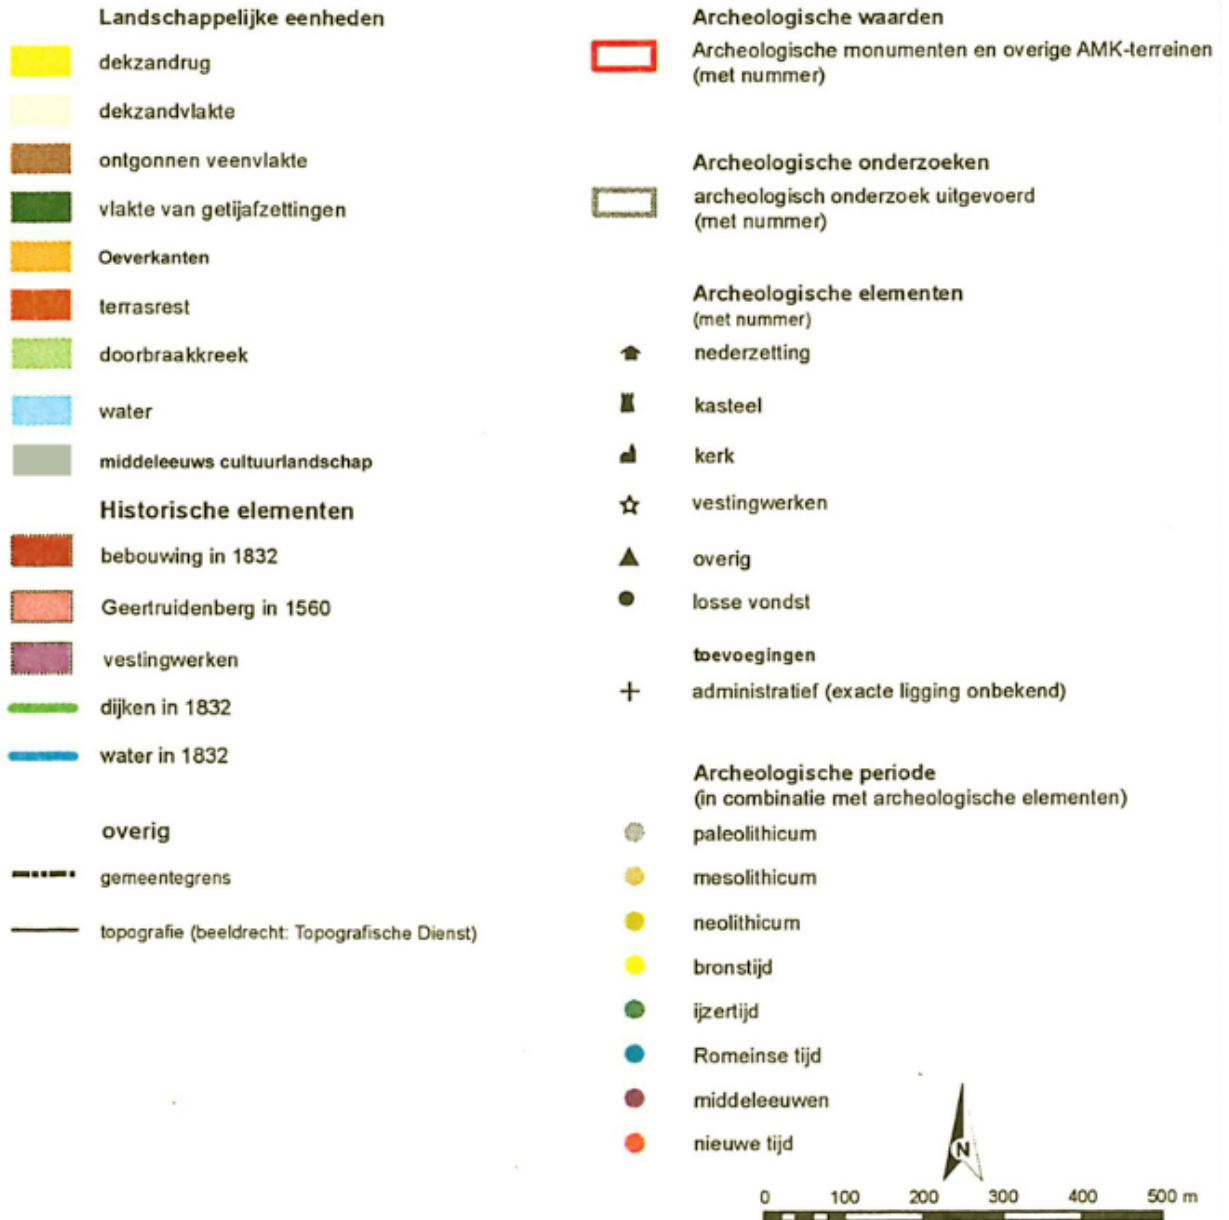 Landschappelijke eenheden
dekzandrug
dekzandvlakte
ontgonnen veenvlakte
vlakte van getijafzettingen
Oeverkanten
terrasrest
doorbraakkreek
water
middeleeuws cultuurlandschap
Historische elementen
bebouwing in 1832
Geertruidenberg in 1560
vestingwerken
dijken in 1832
water in 1832
overig
gemeentegrens
topografie (beeldrecht: Topografische Dienst)
Archeologische waarden
Archeologische monumenten en overige AMK-terreinen
(met nummer)
Archeologische onderzoeken
archeologisch onderzoek uitgevoerd
(met nummer)
Archeologische elementen
(met nummer)
nederzetting
kasteel
kerk
vestingwerken
overig
losse vondst
toevoegingen
administratief (exacte ligging onbekend)
Archeologische periode
(in combinatie met archeologische elementen)
paleolithicum
mesolithicum
neolithicum
bronstijd
ijzertijd
Romeinse tijd
middeleeuwen
nieuwe tijd
N
0 100 200 300 400 500 m